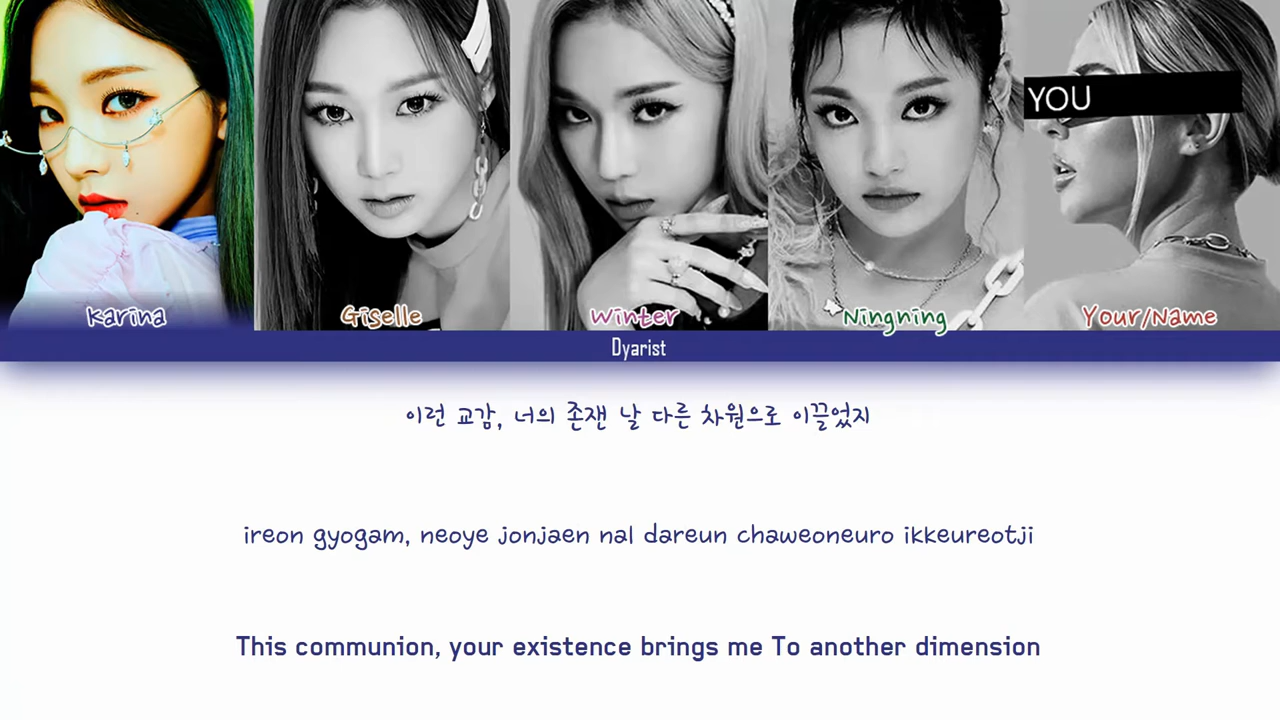 YOU
Karina
Giselle
Winter
Ningning
Your/Name
Dyarist
이런 교감, 너의 존잰 날 다른 차원으로 이끌었지
ireon gyogam, neoye jonjaen nal dareun chaweoneuro ikkeureotji
This communion, your existence brings me To another dimension